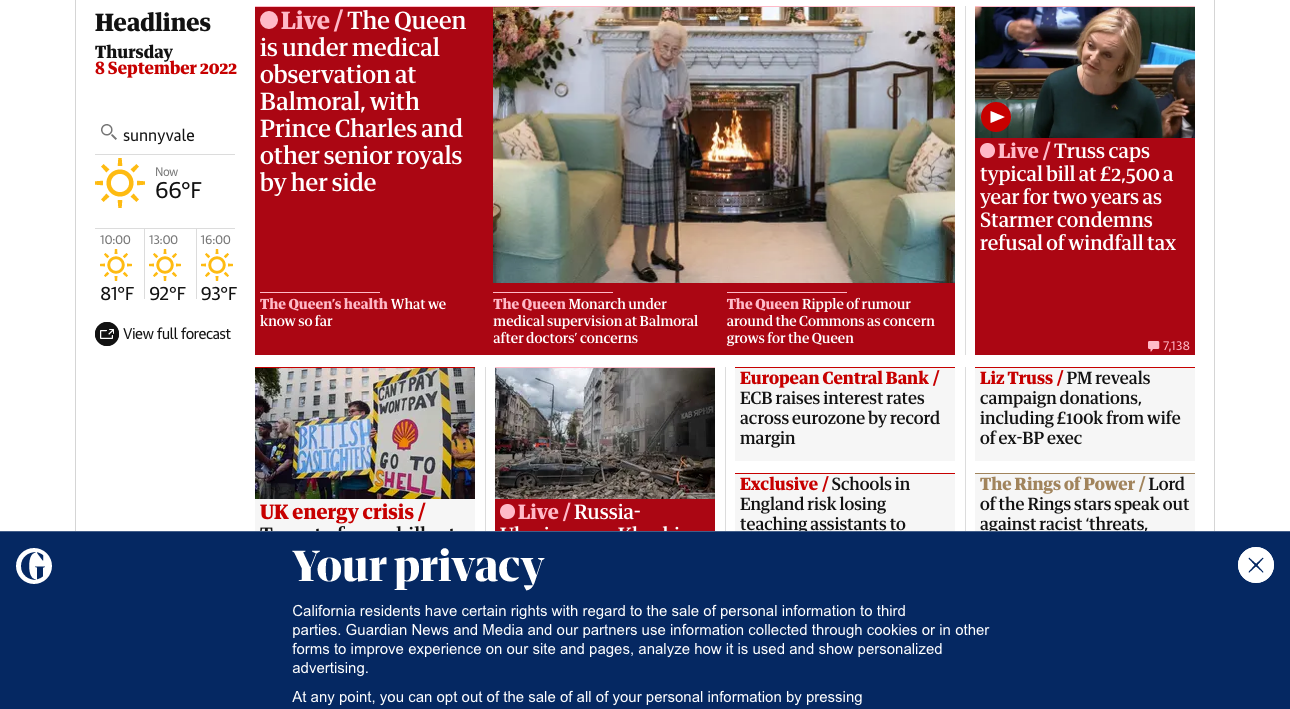 Headlines
Thursday
8 September 2022
sunnyvale
Now
66°F
10:00
81°F
13:00
92°F
16:00
93°F
View full forecast
Live / The Queen
is under medical
observation at
Balmoral, with
Prince Charles and
other senior royals
by her side
The Queen's health What we
know so far
The Queen Monarch under
medical supervision at Balmoral
after doctors' concerns
The Queen Ripple of rumour
around the Commons as concern
grows for the Queen
Live / Truss caps
typical bill at £2,500 a
year for two years as
Starmer condemns
refusal of windfall tax
7,138
CAN'T PAY
WON'T PAY
BRITISH
GASLIGHTERS
GO TO
SHELL
UK energy crisis /
Live / Russia-
European Central Bank /
ECB raises interest rates
across eurozone by record
margin
Exclusive / Schools in
England risk losing
teaching assistants to
Liz Truss / PM reveals
campaign donations,
including £100k from wife
of ex-BP exec
The Rings of Power / Lord
of the Rings stars speak out
against racist 'threats,
G
Your privacy
California residents have certain rights with regard to the sale of personal information to third
parties. Guardian News and Media and our partners use information collected through cookies or in other
forms to improve experience on our site and pages, analyze how it is used and show personalized
advertising.
At any point, you can opt out of the sale of all of your personal information by pressing